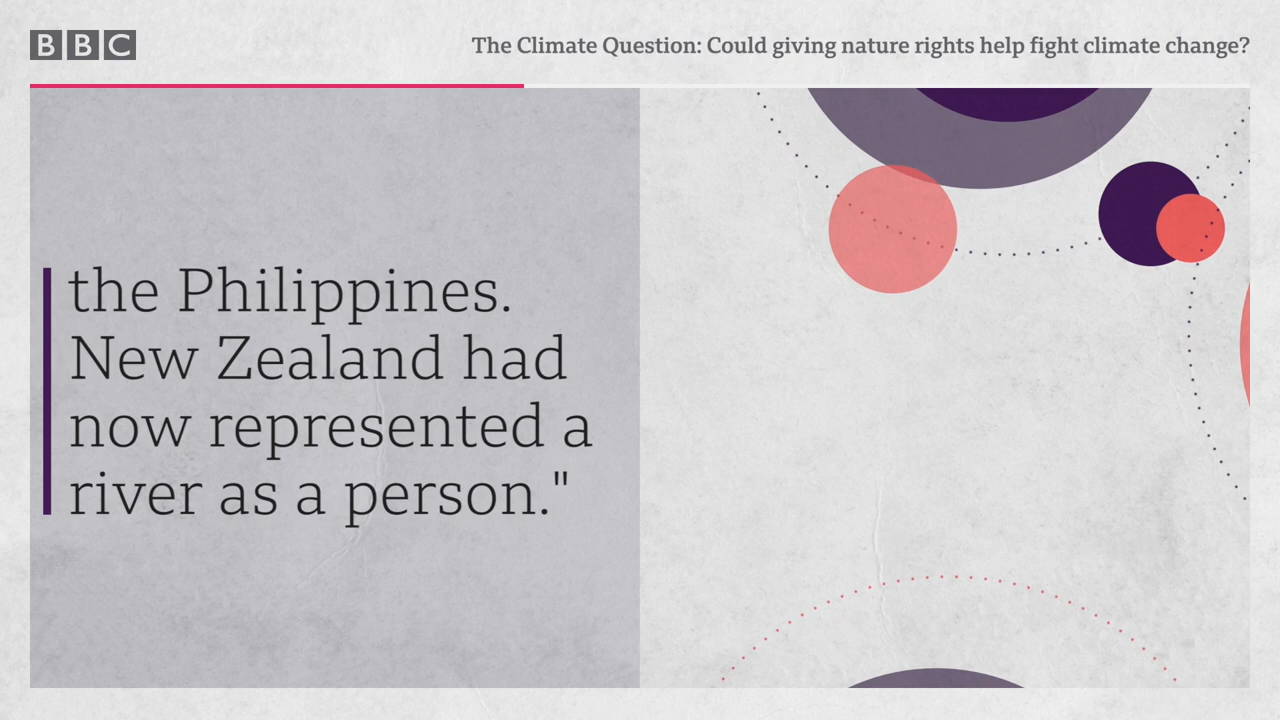 BBC
The Climate Question: Could giving nature rights help fight climate change?
the Philippines.
New Zealand had
now represented a
river as a person."